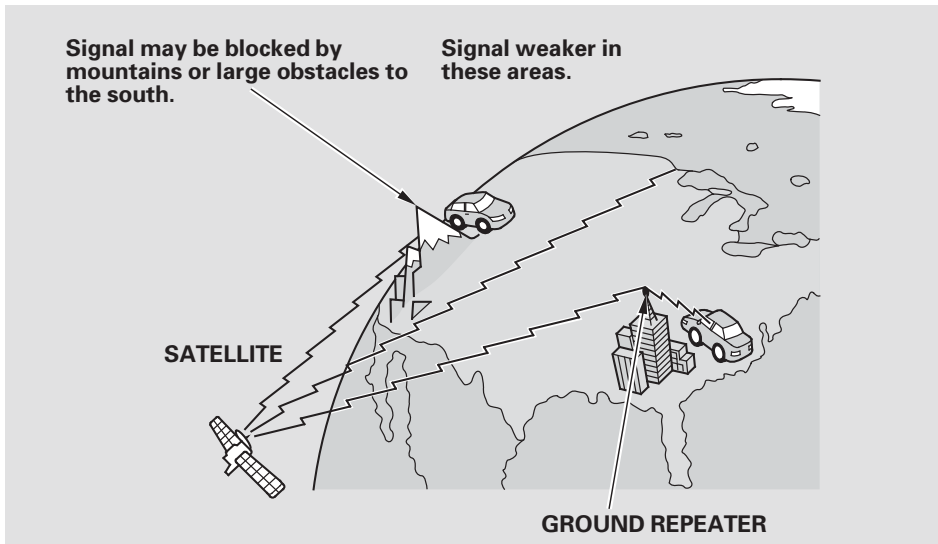 Signal may be blocked by
mountains or large obstacles to
the south.
Signal weaker in
these areas.
SATELLITE
GROUND REPEATER